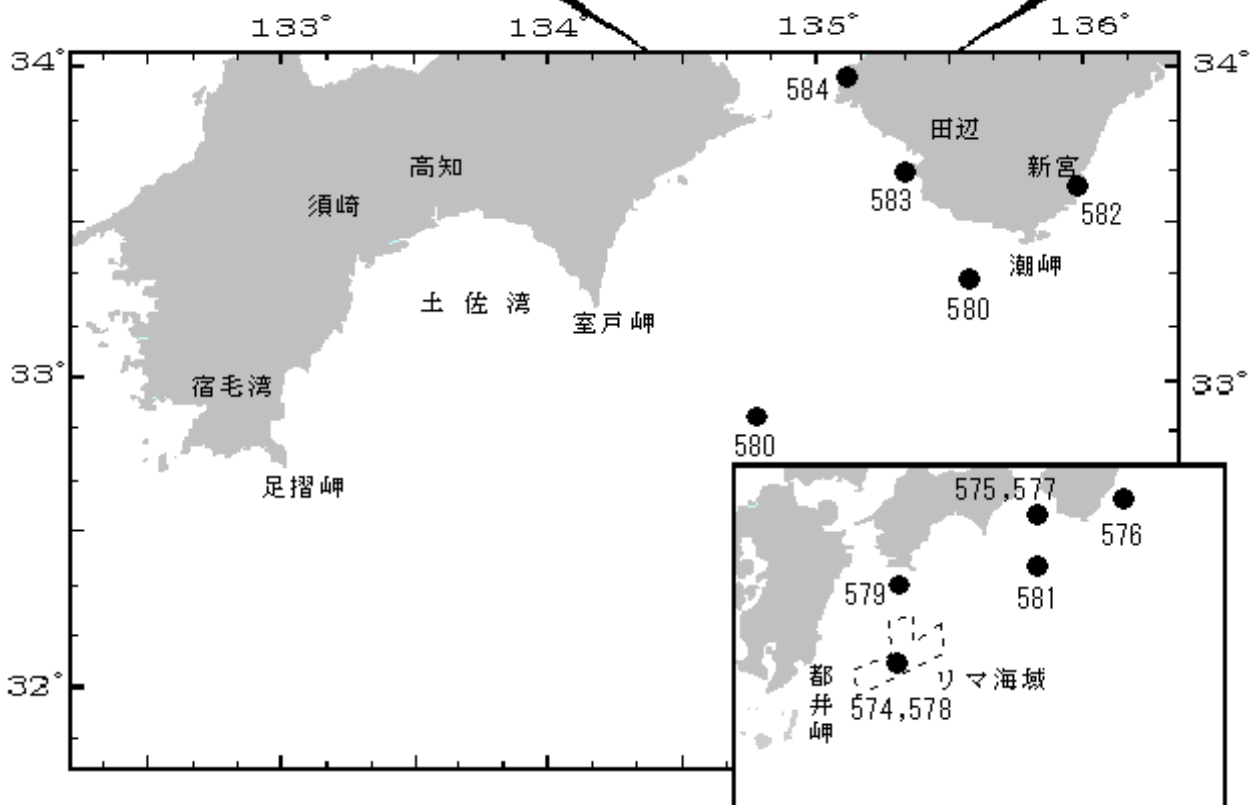 133° 134° 135° 136°
34° 34°
584
田辺
高知 新宮
須崎 583 582
潮岬
土佐湾 580
室戸岬
33° 33°
宿毛湾
580
足摺岬
575,577
576
579 581
リマ海域
都井岬
574,578
32°